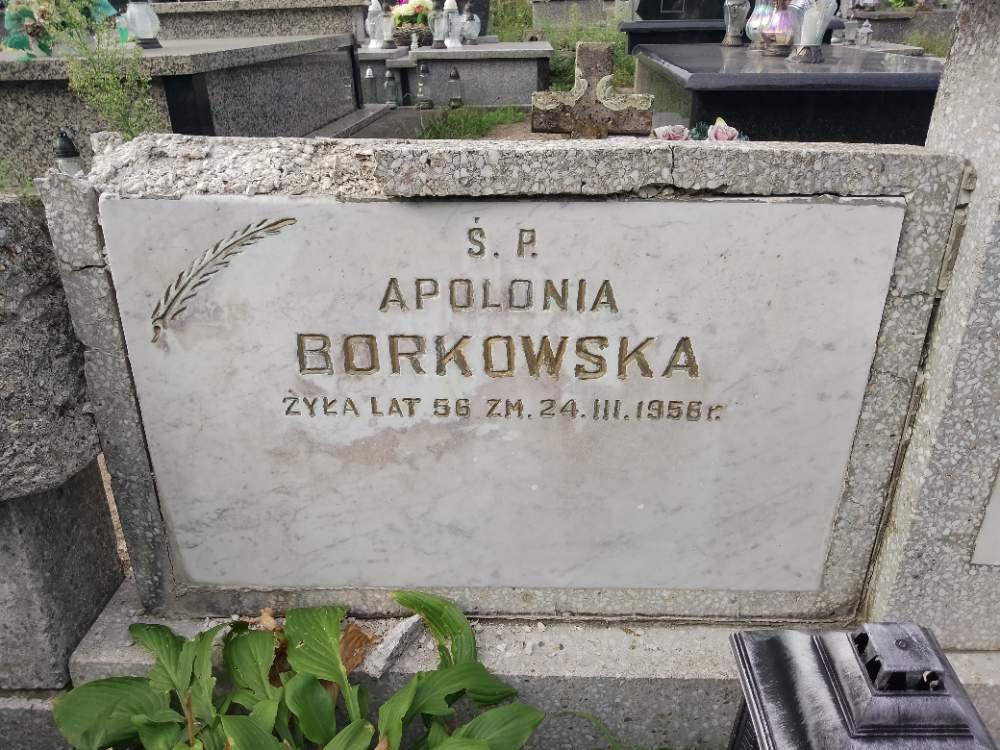 Ś. P.
APOLONIA
BORKOWSKA
ŻYŁA LAT 56 ZM. 24. III. 1956 r.